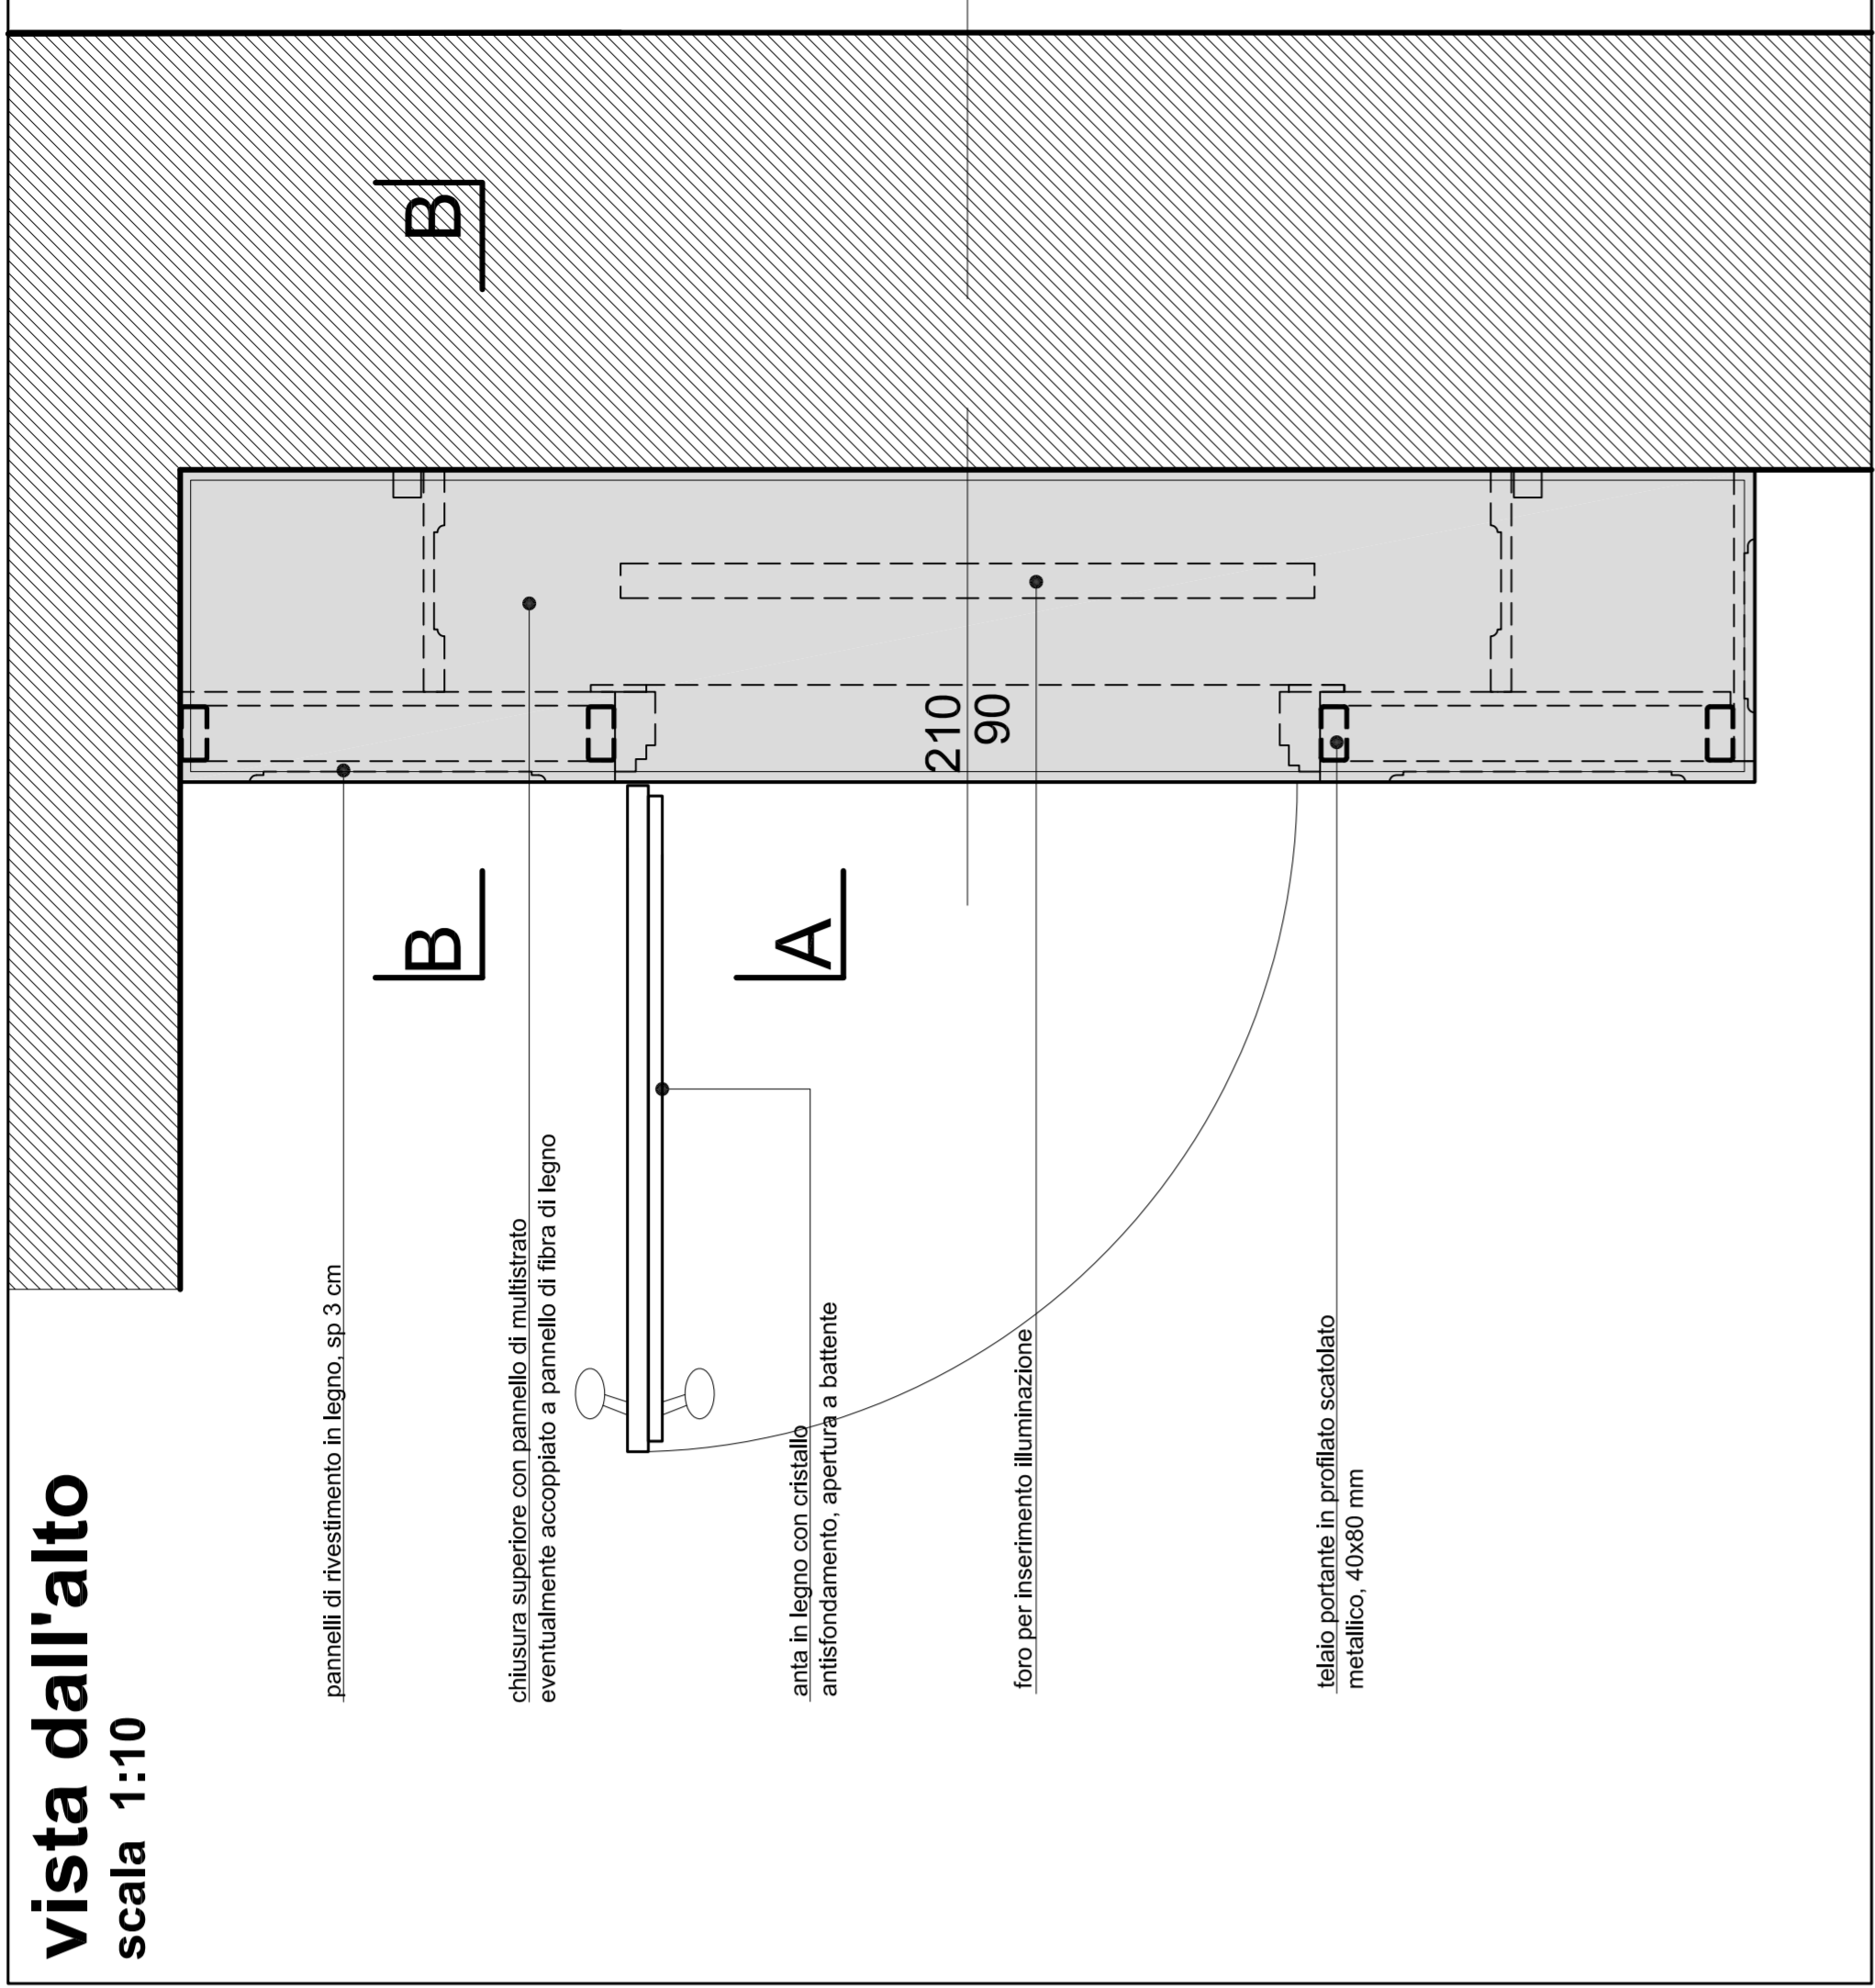 vista dall'alto
scala 1:10
pannelli di rivestimento in legno, sp 3 cm
chiusura superiore con pannello di multistrato
eventualmente accoppiato a pannello di fibra di legno
anta in legno con cristallo
antisfondamento, apertura a battente
foro per inserimento illuminazione
telaio portante in profilato scatolato
metallico, 40x80 mm
B
B
A
210
90